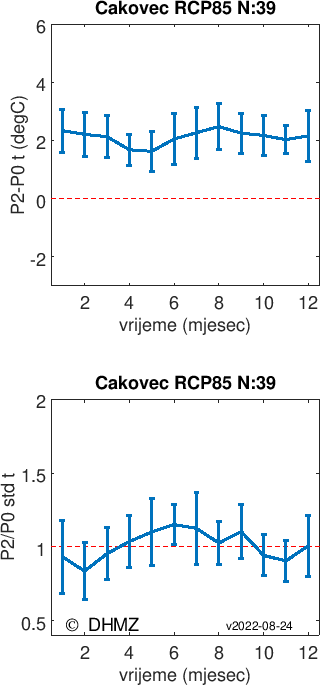 Cakovec RCP85 N:39
6
4
2
0
-2
P2-P0 t (degC)
2 4 6 8 10 12
vrijeme (mjesec)
Cakovec RCP85 N:39
2
1.5
1
0.5
P2/P0 std t
© DHMZ v2022-08-24
2 4 6 8 10 12
vrijeme (mjesec)